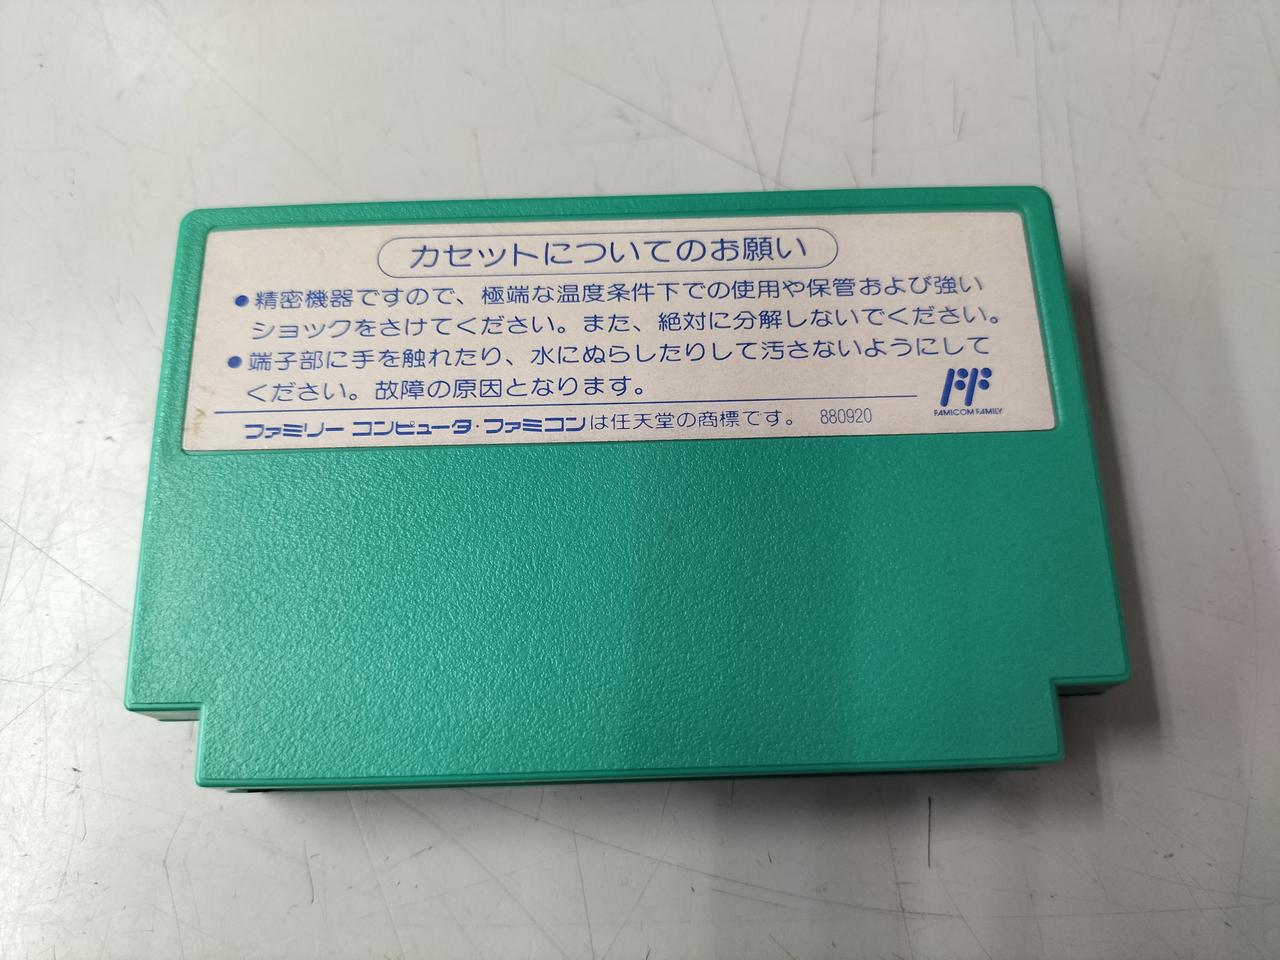 カセットについてのお願い
●精密機器ですので、極端な温度条件下での使用や保管および強い
ショックをさけてください。また、絶対に分解しないでください。
●端子部に手を触れたり、水にぬらしたりして汚さないようにして
ください。故障の原因となります。
FF
FAMICOM FAMILY
ファミリーコンピュータ・ファミコンは任天堂の商標です。 880920